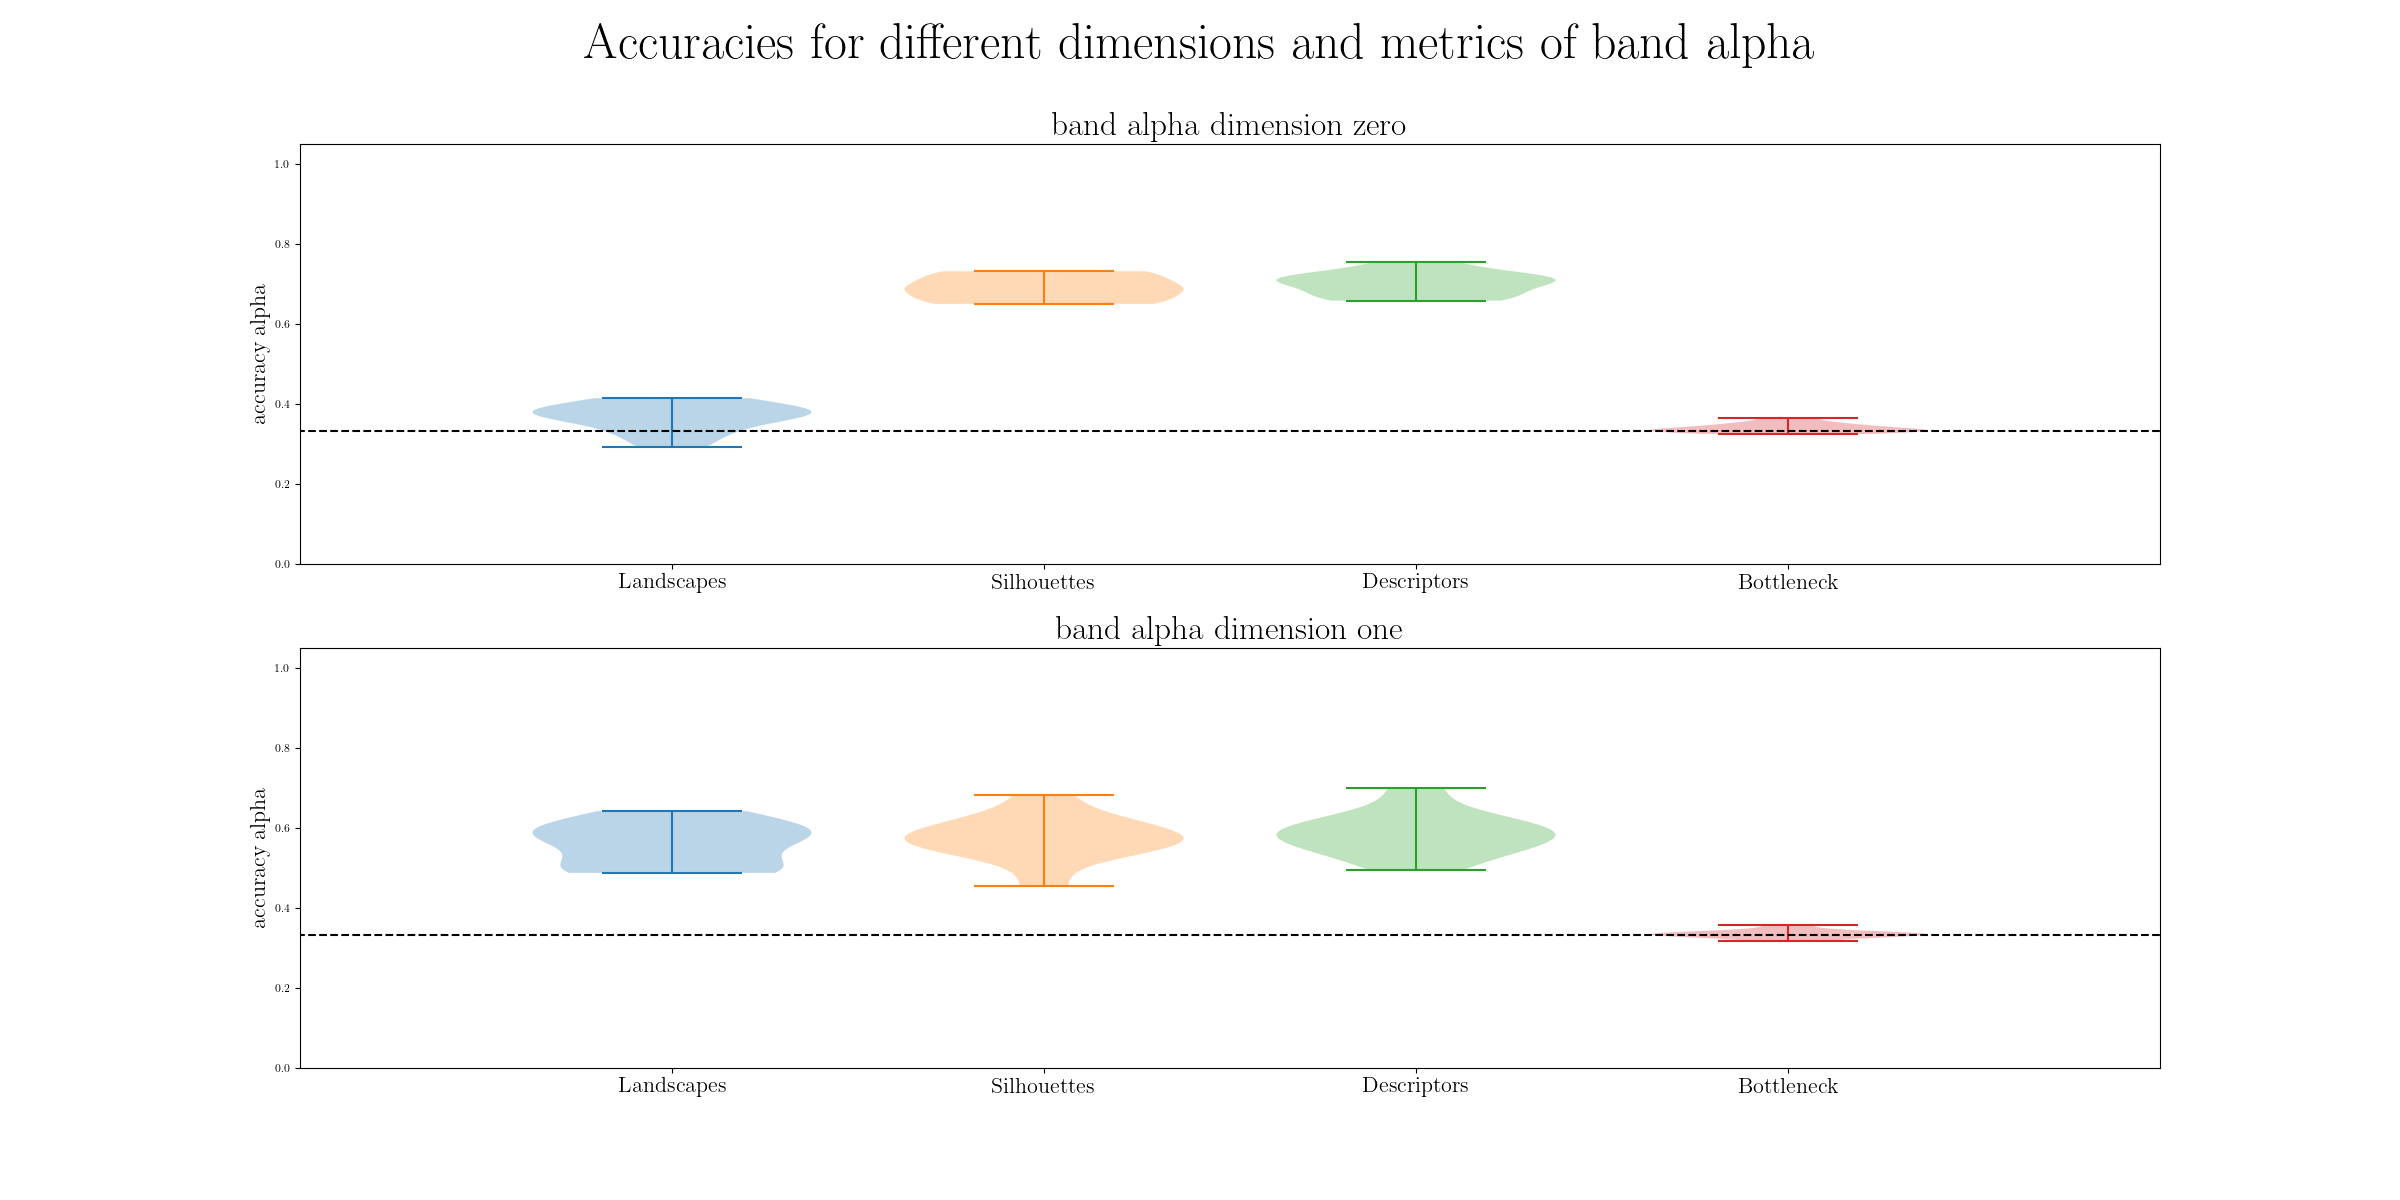 Accuracies for different dimensions and metrics of band alpha
band alpha dimension zero
1.0
0.8
0.6
0.4
0.2
0.0
accuracy alpha
Landscapes Silhouettes Descriptors Bottleneck
band alpha dimension one
1.0
0.8
0.6
0.4
0.2
0.0
accuracy alpha
Landscapes Silhouettes Descriptors Bottleneck